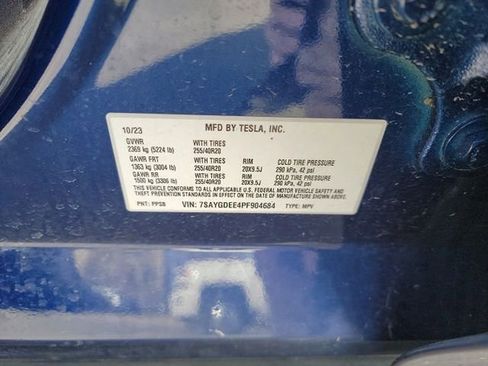 10/23 MFD BY TESLA, INC.
GVWR WITH TIRES
2369 kg (5224 lb) 255/40R20
GAWR FRT WITH TIRES RIM COLD TIRE PRESSURE
1363 kg (3004 lb) 255/40R20 20X9.5J 290 kPa, 42 psi
GAWR RR WITH TIRES RIM COLD TIRE PRESSURE
1500 kg (3306 lb) 255/40R20 20X9.5J 290 kPa, 42 psi
THIS VEHICLE CONFORMS TO ALL APPLICABLE U.S. FEDERAL MOTOR VEHICLE SAFETY
AND THEFT PREVENTION STANDARDS IN EFFECT ON THE DATE OF MANUFACTURE
SHOWN ABOVE.
PNT: PPSB VIN: 7SAYGDEE4PF904684 TYPE: MPV